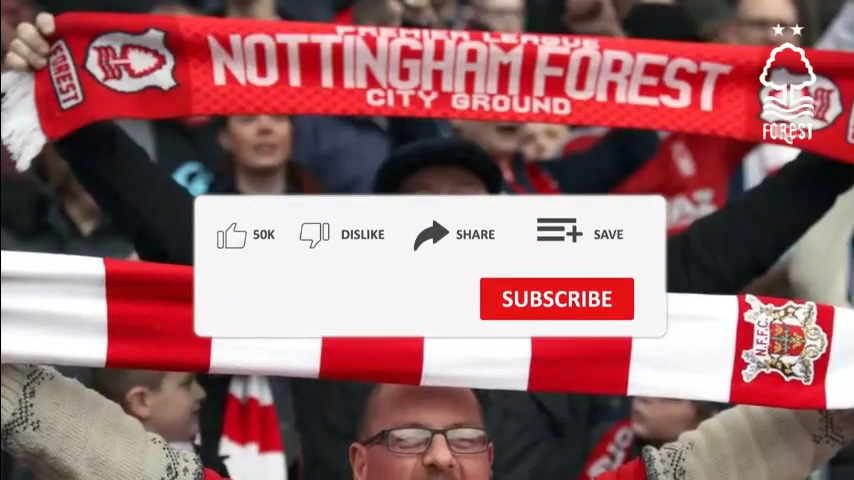 PREMIER LEAGUE
NOTTINGHAM FOREST
CITY GROUND
FOREST
FOREST
50K
DISLIKE
SHARE
SAVE
SUBSCRIBE
N.F.F.C